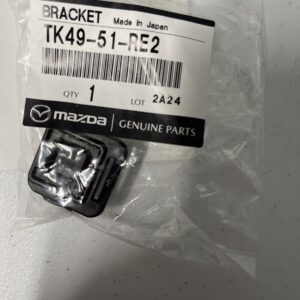 BRACKET Made In Japan
TK49-51-RE2
QTY 1 LOT 2A24
mazda GENUINE PARTS